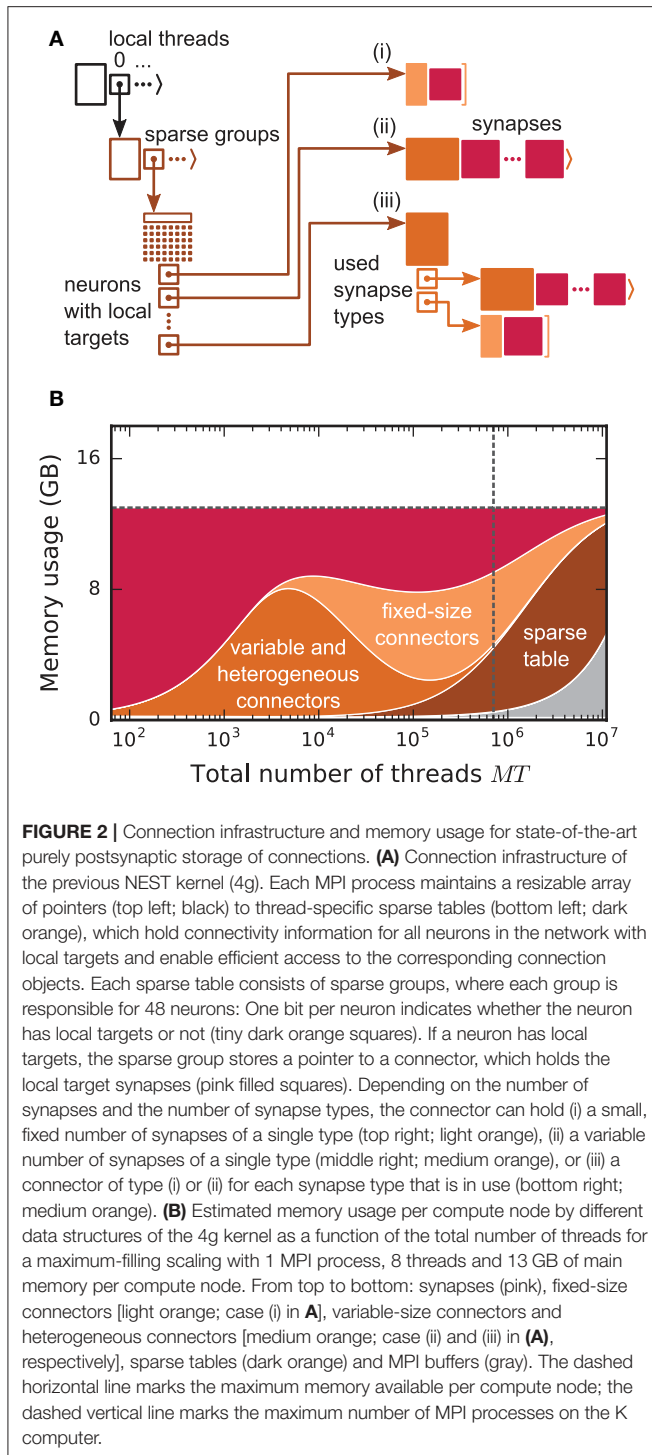 A
local threads
0 ...
sparse groups
neurons
with local
targets
(i)
(ii)
synapses
(iii)
used
synapse
types
B
Memory usage (GB)
16
8
0
variable and
heterogeneous
connectors
fixed-size
connectors
sparse
table
10^2 10^3 10^4 10^5 10^6 10^7
Total number of threads MT
FIGURE 2 | Connection infrastructure and memory usage for state-of-the-art
purely postsynaptic storage of connections. (A) Connection infrastructure of
the previous NEST kernel (4g). Each MPI process maintains a resizable array
of pointers (top left; black) to thread-specific sparse tables (bottom left; dark
orange), which hold connectivity information for all neurons in the network with
local targets and enable efficient access to the corresponding connection
objects. Each sparse table consists of sparse groups, where each group is
responsible for 48 neurons: One bit per neuron indicates whether the neuron
has local targets or not (tiny dark orange squares). If a neuron has local
targets, the sparse group stores a pointer to a connector, which holds the
local target synapses (pink filled squares). Depending on the number of
synapses and the number of synapse types, the connector can hold (i) a small,
fixed number of synapses of a single type (top right; light orange), (ii) a variable
number of synapses of a single type (middle right; medium orange), or (iii) a
connector of type (i) or (ii) for each synapse type that is in use (bottom right;
medium orange). (B) Estimated memory usage per compute node by different
data structures of the 4g kernel as a function of the total number of threads for
a maximum-filling scaling with 1 MPI process, 8 threads and 13 GB of main
memory per compute node. From top to bottom: synapses (pink), fixed-size
connectors [light orange; case (i) in A], variable-size connectors and
heterogeneous connectors [medium orange; case (ii) and (iii) in (A),
respectively], sparse tables (dark orange) and MPI buffers (gray). The dashed
horizontal line marks the maximum memory available per compute node; the
dashed vertical line marks the maximum number of MPI processes on the K
computer.